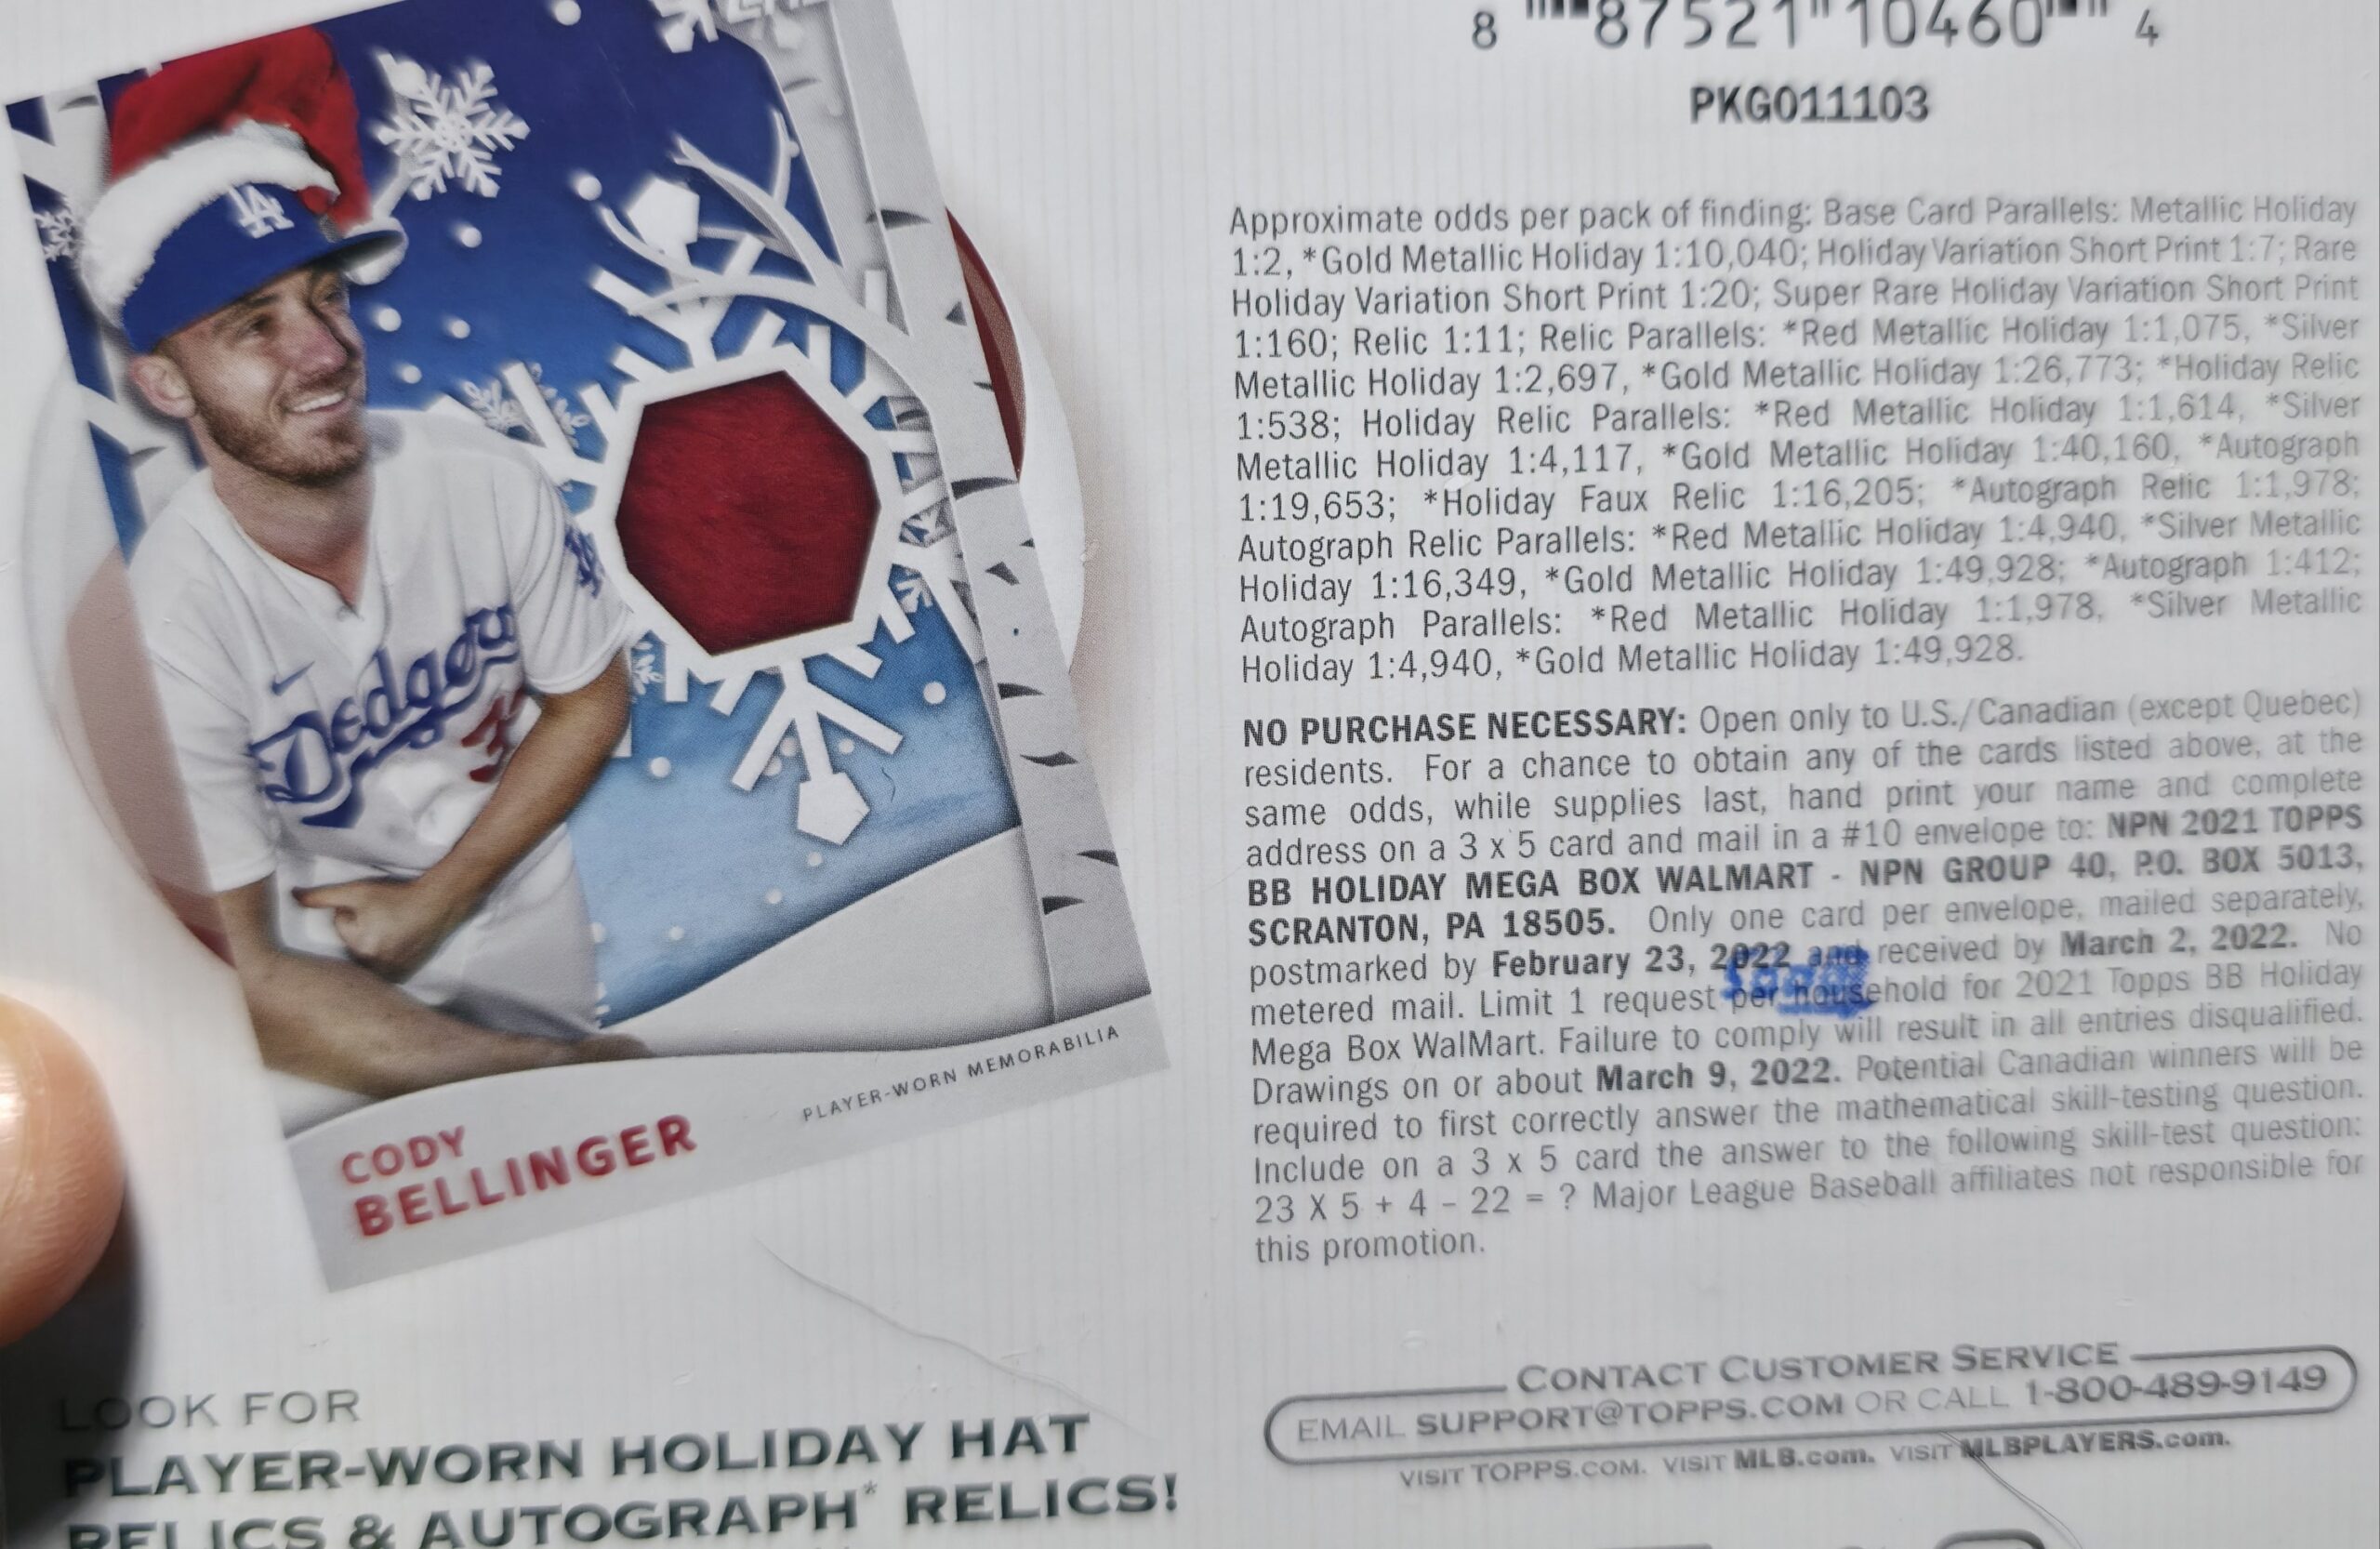 8 87521 10460 4
PKG011103
Approximate odds per pack of finding: Base Card Parallels: Metallic Holiday
1:2, *Gold Metallic Holiday 1:10,040; Holiday Variation Short Print 1:7; Rare
Holiday Variation Short Print 1:20; Super Rare Holiday Variation Short Print
1:160; Relic 1:11; Relic Parallels: *Red Metallic Holiday 1:1,075, *Silver
Metallic Holiday 1:2,697, *Gold Metallic Holiday 1:26,773; *Holiday Relic
1:538; Holiday Relic Parallels: *Red Metallic Holiday 1:1,614, *Silver
Metallic Holiday 1:4,117, *Gold Metallic Holiday 1:40,160, *Autograph
1:19,653; *Holiday Faux Relic 1:16,205; *Autograph Relic 1:1,978;
Autograph Relic Parallels: *Red Metallic Holiday 1:4,940, *Silver Metallic
Holiday 1:16,349, *Gold Metallic Holiday 1:49,928; *Autograph 1:412;
Autograph Parallels: *Red Metallic Holiday 1:1,978, *Silver Metallic
Holiday 1:4,940, *Gold Metallic Holiday 1:49,928.
NO PURCHASE NECESSARY: Open only to U.S./Canadian (except Quebec)
residents. For a chance to obtain any of the cards listed above, at the
same odds, while supplies last, hand print your name and complete
address on a 3 x 5 card and mail in a #10 envelope to: NPN 2021 TOPPS
BB HOLIDAY MEGA BOX WALMART - NPN GROUP 40, P.O. BOX 5013,
SCRANTON, PA 18505. Only one card per envelope, mailed separately,
postmarked by February 23, 2022 and received by March 2, 2022. No
metered mail. Limit 1 request per household for 2021 Topps BB Holiday
Mega Box WalMart. Failure to comply will result in all entries disqualified.
Drawings on or about March 9, 2022. Potential Canadian winners will be
required to first correctly answer the mathematical skill-testing question.
Include on a 3 x 5 card the answer to the following skill-test question:
23 X 5 + 4 - 22 = ? Major League Baseball affiliates not responsible for
this promotion.
CONTACT CUSTOMER SERVICE
EMAIL SUPPORT@TOPPS.COM OR CALL 1-800-489-9149
VISIT TOPPS.COM. VISIT MLB.com. VISIT MLBPLAYERS.com.
LA
Dodgers
PLAYER-WORN MEMORABILIA
CODY
BELLINGER
LOOK FOR
PLAYER-WORN HOLIDAY HAT
RELICS & AUTOGRAPH* RELICS!